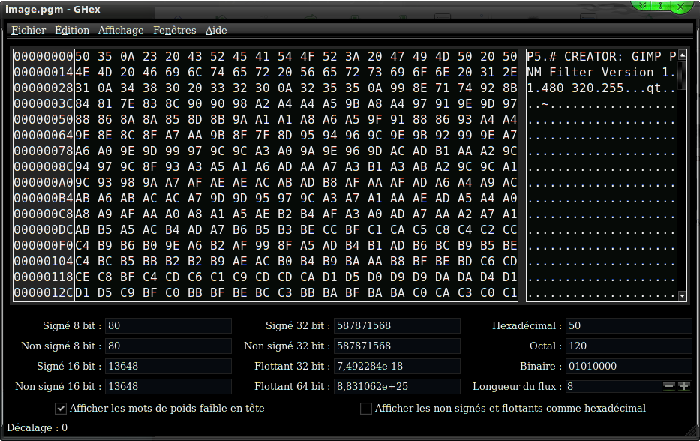 image.pgm - GHex
Fichier Edition Affichage Fenêtres Aide
00000000 50 35 0A 23 20 43 52 45 41 54 4F 52 3A 20 47 49 4D 50 20 50 P5.# CREATOR: GIMP P
00000014 4E 4D 20 46 69 6C 74 65 72 20 56 65 72 73 69 6F 6E 20 31 2E NM Filter Version 1.
00000028 31 0A 34 38 30 20 33 32 30 0A 32 35 35 0A 99 8E 71 74 92 8B 1.480 320.255...qt..
0000003C 84 81 7E 83 8C 90 90 98 A2 A4 A4 A5 9B A8 A4 97 91 9E 9D 97 ..~.................
00000050 88 86 8A 8A 85 8D 8B 9A A1 A1 A8 A6 A5 9F 91 88 86 93 A4 A4 ....................
00000064 9E 8E 8C 8F A7 AA 9B 8F 7F 8D 95 94 96 9C 9E 9B 92 99 9E A7 ....................
00000078 A6 A0 9E 9D 99 97 9C 9C A3 A0 9A 9E 96 9D AC AD B1 AA A2 9C ....................
0000008C 94 97 9C 8F 93 A3 A5 A1 A6 AD AA A7 A3 B1 A3 AB A2 9C 9C A1 ....................
000000A0 9C 93 98 9A A7 AF AE AE AC AB AD B8 AF AA AF AD A6 A4 A9 AC ....................
000000B4 AB A6 AB AC AC A7 9D 9D 95 97 9C A3 A7 A1 AA AE AD A5 A4 A0 ....................
000000C8 A8 A9 AF AA A0 A8 A1 A5 AE B2 B4 AF A3 A0 AD A7 AA A2 A7 A1 ....................
000000DC AB B5 A5 AC B4 AD A7 B6 B5 B3 BE CC BF C1 CA C5 C8 C4 C2 CC ....................
000000F0 C4 B9 B6 B0 9E A6 B2 AF 99 8F A5 AD B4 B1 AD B6 BC B9 B5 BE ....................
00000104 C4 BC B5 BB B2 B2 B9 AE AC B0 B4 B9 BA AA B8 BF BE BD C6 CD ....................
00000118 CE C8 BF C4 CD C6 C1 C9 CD CD CA D1 D5 D0 D9 D9 DA DA D4 D1 ....................
0000012C D1 D5 C9 BF C0 BB BF BE BC C3 BB BA BF BA BA C0 CA C3 C0 C1 ....................
Signé 8 bit : 80 Signé 32 bit : 587871568 Hexadécimal : 50
Non signé 8 bit : 80 Non signé 32 bit : 587871568 Octal : 120
Signé 16 bit : 13648 Flottant 32 bit : 7,492284e-18 Binaire : 01010000
Non signé 16 bit : 13648 Flottant 64 bit : 8,831062e-25 Longueur du flux : 8
Afficher les mots de poids faible en tête Afficher les non signés et flottants comme hexadécimal
Décalage : 0